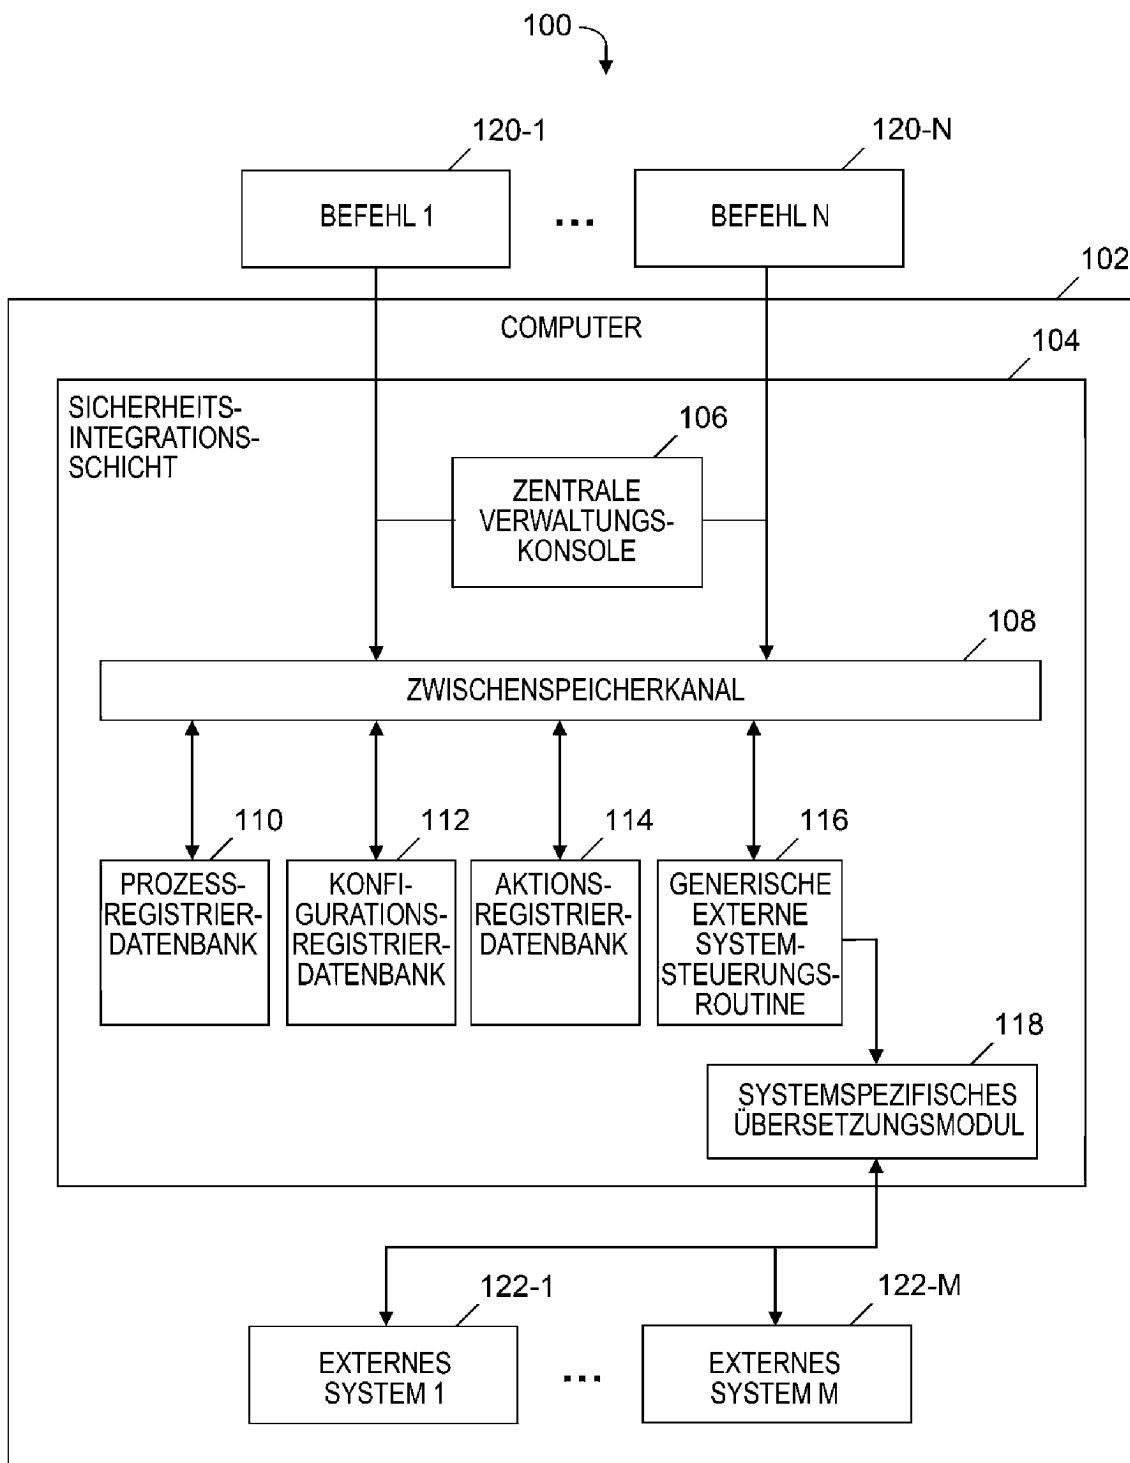 100
120-1
120-N
BEFEHL 1
...
BEFEHL N
102
COMPUTER
104
SICHERHEITS-
INTEGRATIONS-
SCHICHT
106
ZENTRALE
VERWALTUNGS-
KONSOLE
108
ZWISCHENSPEICHERKANAL
110
112
114
116
PROZESS-
REGISTRIER-
DATENBANK
KONFI-
GURATIONS-
REGISTRIER-
DATENBANK
AKTIONS-
REGISTRIER-
DATENBANK
GENERISCHE
EXTERNE
SYSTEM-
STEUERUNGS-
ROUTINE
118
SYSTEMSPEZIFISCHES
ÜBERSETZUNGSMODUL
122-1
122-M
EXTERNES
SYSTEM 1
...
EXTERNES
SYSTEM M